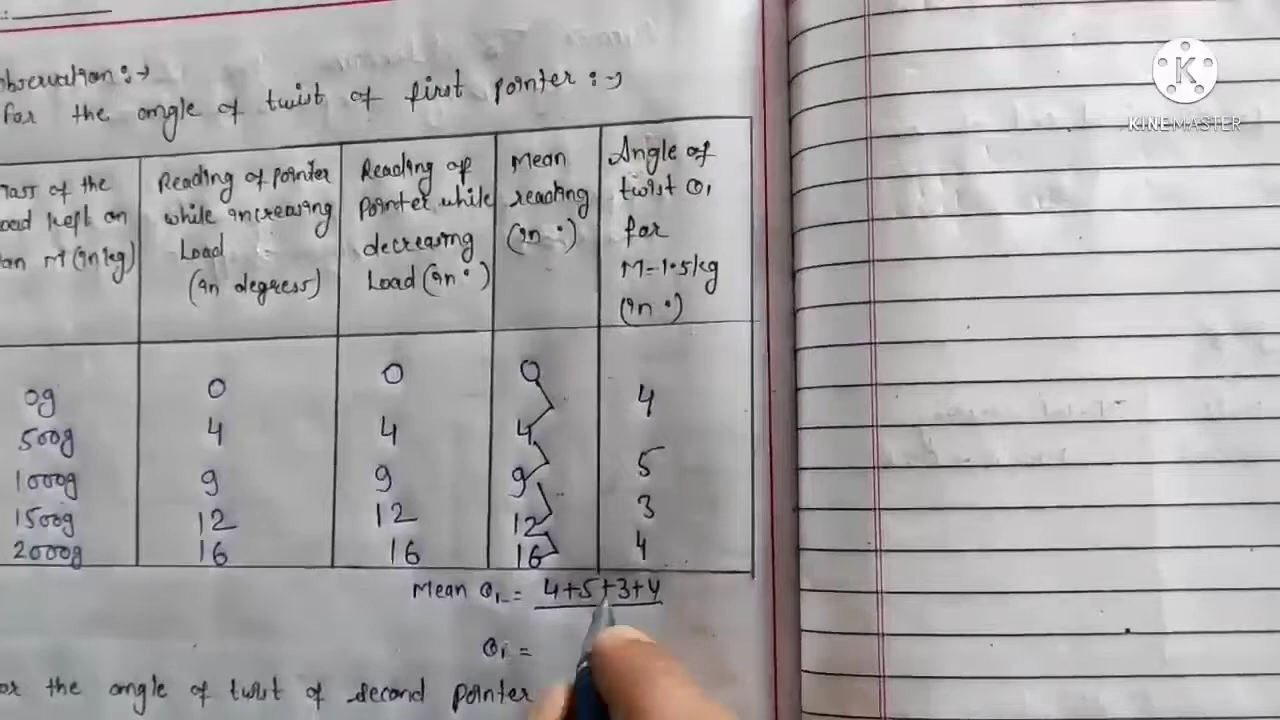 observation:→
for the angle of twist of first pointer :→
Mass of the load kept on pan M (in kg)
Reading of pointer while increasing Load (in degress)
Reading of pointer while decreasing Load (in °)
Mean reading (in °)
Angle of twist θ₁ for M=1.5kg (in °)
0g 0 0 0
4
500g 4 4 4
5
1000g 9 9 9
3
1500g 12 12 12
4
2000g 16 16 16
Mean θ₁ = 4+5+3+4
θ₁ =
for the angle of twist of second pointer
K
KINEMASTER